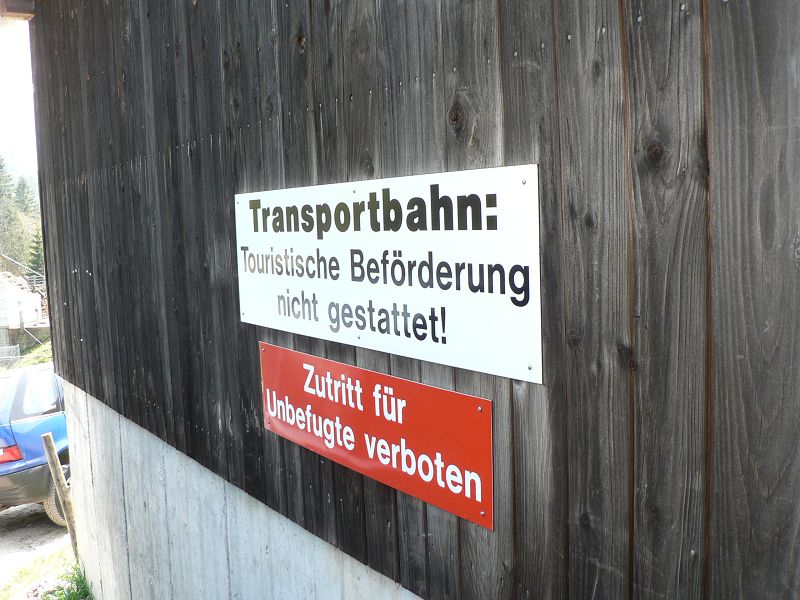 Transportbahn:
Touristische Beförderung
nicht gestattet!
Zutritt für
Unbefugte verboten